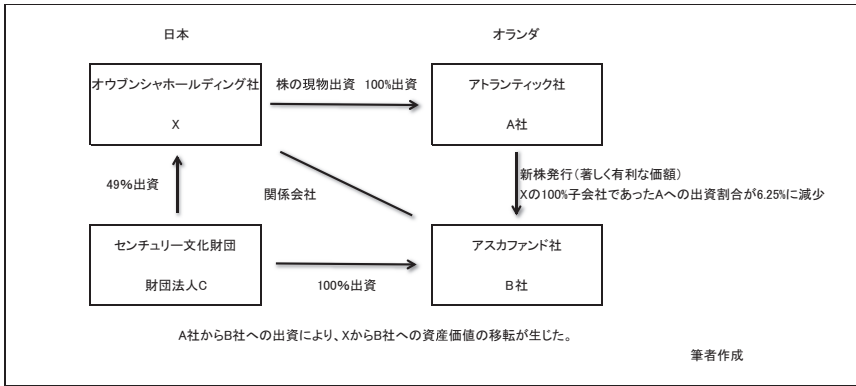 日本
オランダ
オウブンシャホールディング社
X
株の現物出資 100%出資
アトランティック社
A社
49%出資
関係会社
新株発行(著しく有利な価額)
Xの100%子会社であったAへの出資割合が6.25%に減少
センチュリー文化財団
財団法人C
100%出資
アスカファンド社
B社
A社からB社への出資により、XからB社への資産価値の移転が生じた。
筆者作成